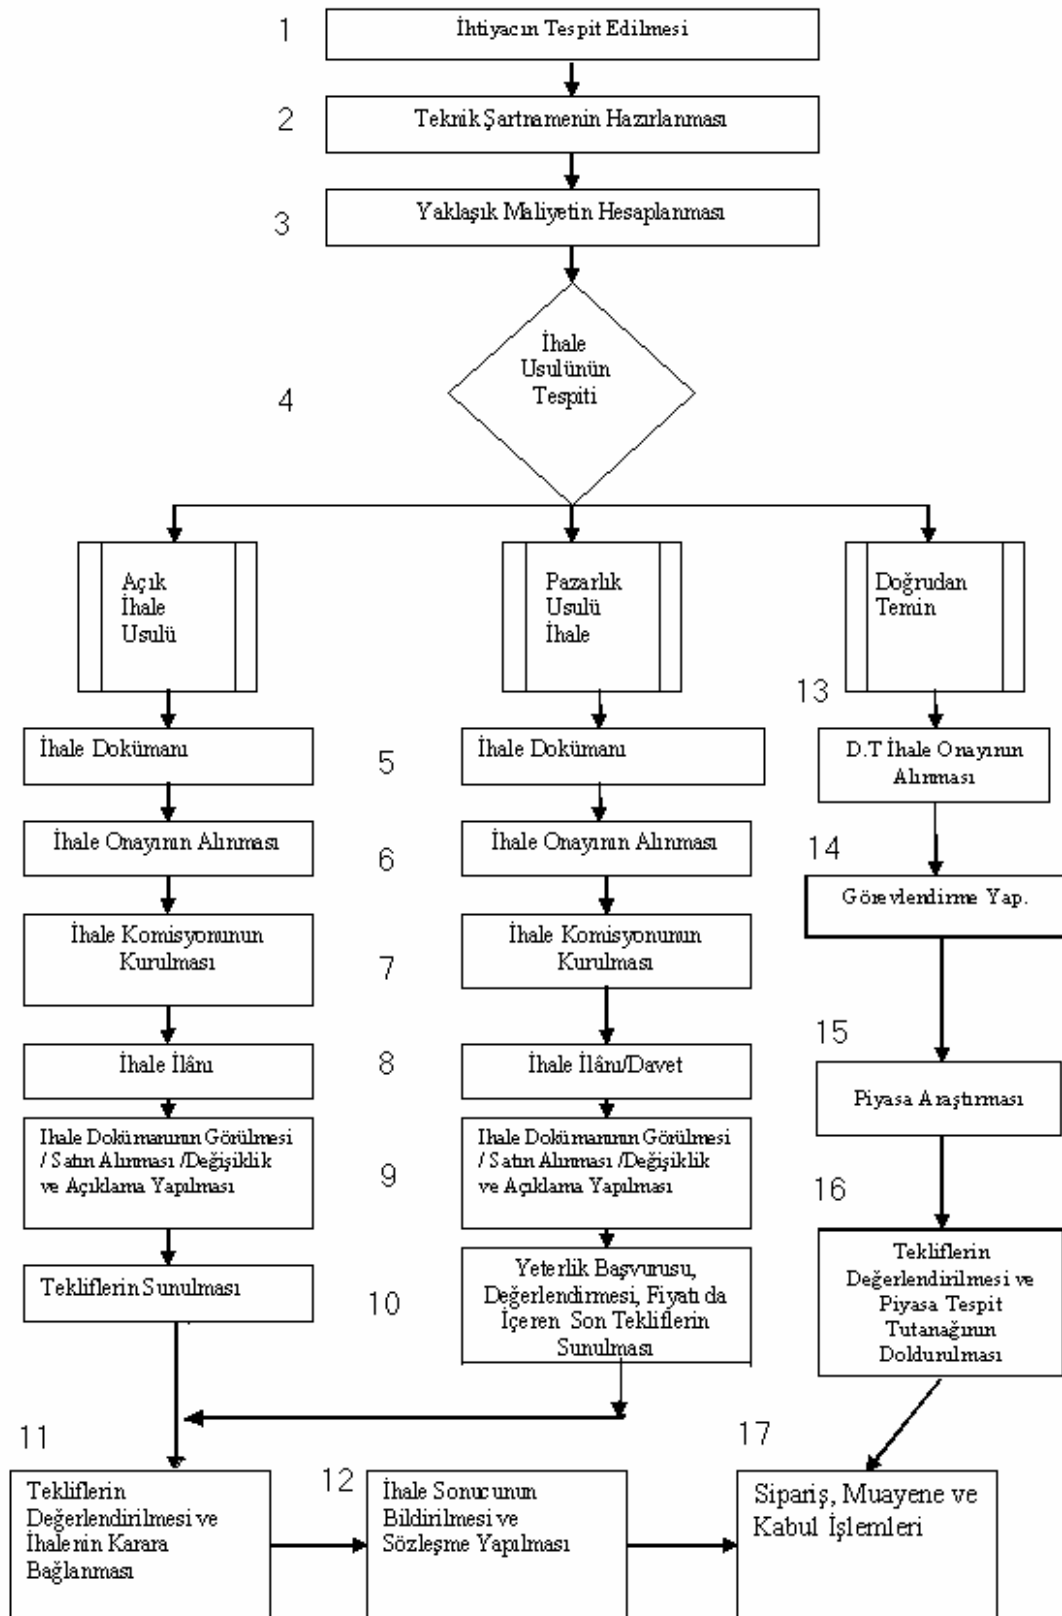 1
İhtiyacın Tespit Edilmesi
2
Teknik Şartnamenin Hazırlanması
3
Yaklaşık Maliyetin Hesaplanması
4
İhale
Usulünün
Tespiti
Açık
İhale
Usulü
Pazarlık
Usulü
İhale
Doğrudan
Temin
13
İhale Dokümanı
5
İhale Dokümanı
D.T İhale Onayının
Alınması
İhale Onayının Alınması
6
İhale Onayının Alınması
14
Görevlendirme Yap.
İhale Komisyonunun
Kurulması
7
İhale Komisyonunun
Kurulması
15
İhale İlânı
8
İhale İlânı/Davet
Piyasa Araştırması
Ihale Dokümanının Görülmesi
/ Satın Alınması /Değişiklik
ve Açıklama Yapılması
9
Ihale Dokümanının Görülmesi
/ Satın Alınması /Değişiklik
ve Açıklama Yapılması
16
Tekliflerin Sunulması
10
Yeterlik Başvurusu,
Değerlendirmesi, Fiyatı da
İçeren Son Tekliflerin
Sunulması
Tekliflerin
Değerlendirilmesi ve
Piyasa Tespit
Tutanağının
Doldurulması
11
Tekliflerin
Değerlendirilmesi ve
İhalenin Karara
Bağlanması
12
İhale Sonucunun
Bildirilmesi ve
Sözleşme Yapılması
17
Sipariş, Muayene ve
Kabul İşlemleri